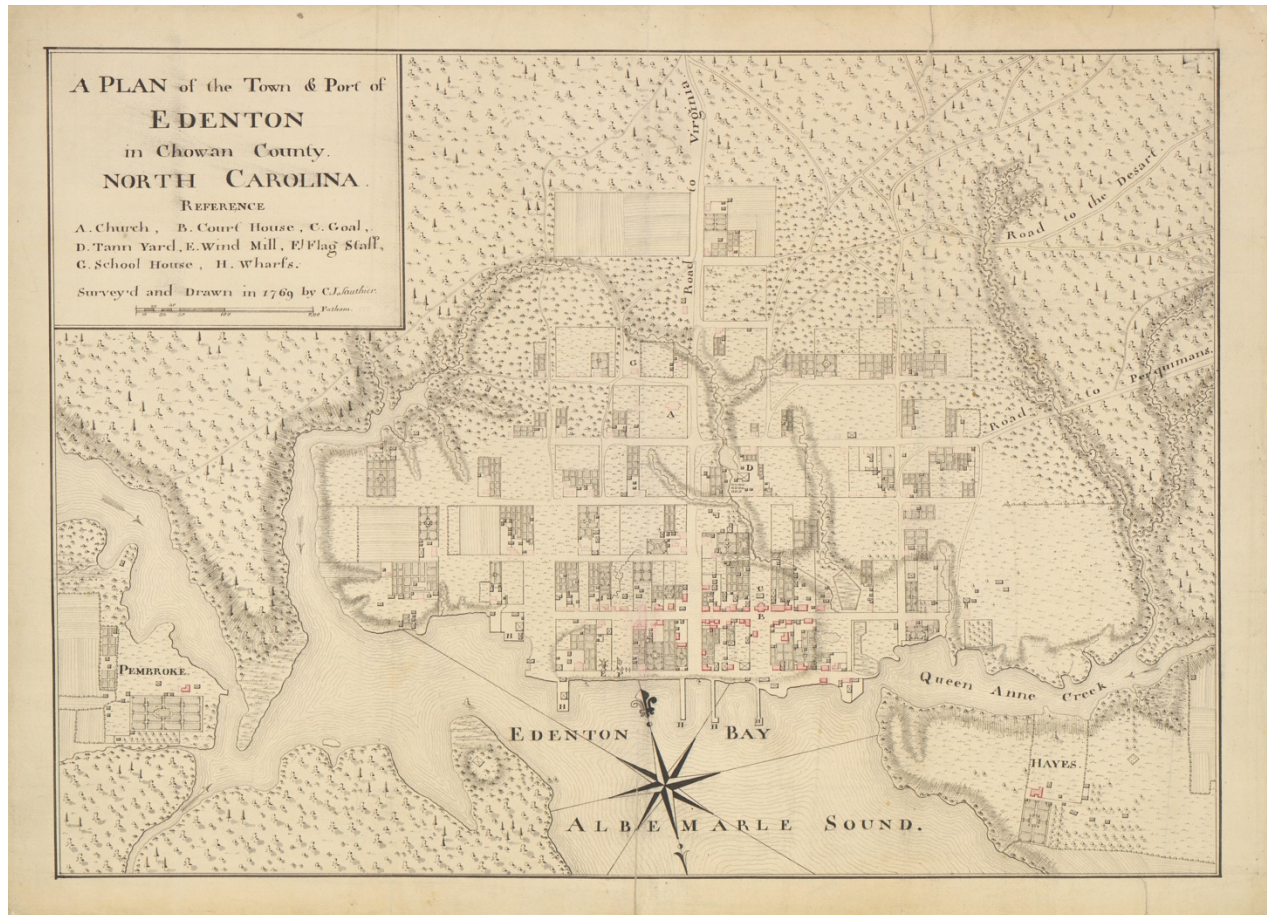 A PLAN of the Town & Port of
EDENTON
in Chowan County.
NORTH CAROLINA.
REFERENCE
A. Church, B. Court House, C. Goal,
D. Tann Yard, E. Wind Mill, F. Flag Staff,
G. School House, H. Wharfs.
Survey'd and Drawn in 1769 by C.J. Sauthier.
Fathom.
Road to Virginia
Road to the Desart
Road to Perquimans.
G
A
D
C
B
H
E F
PEMBROKE.
Queen Anne Creek
H H H H
EDENTON BAY
HAYES.
ALBEMARLE SOUND.